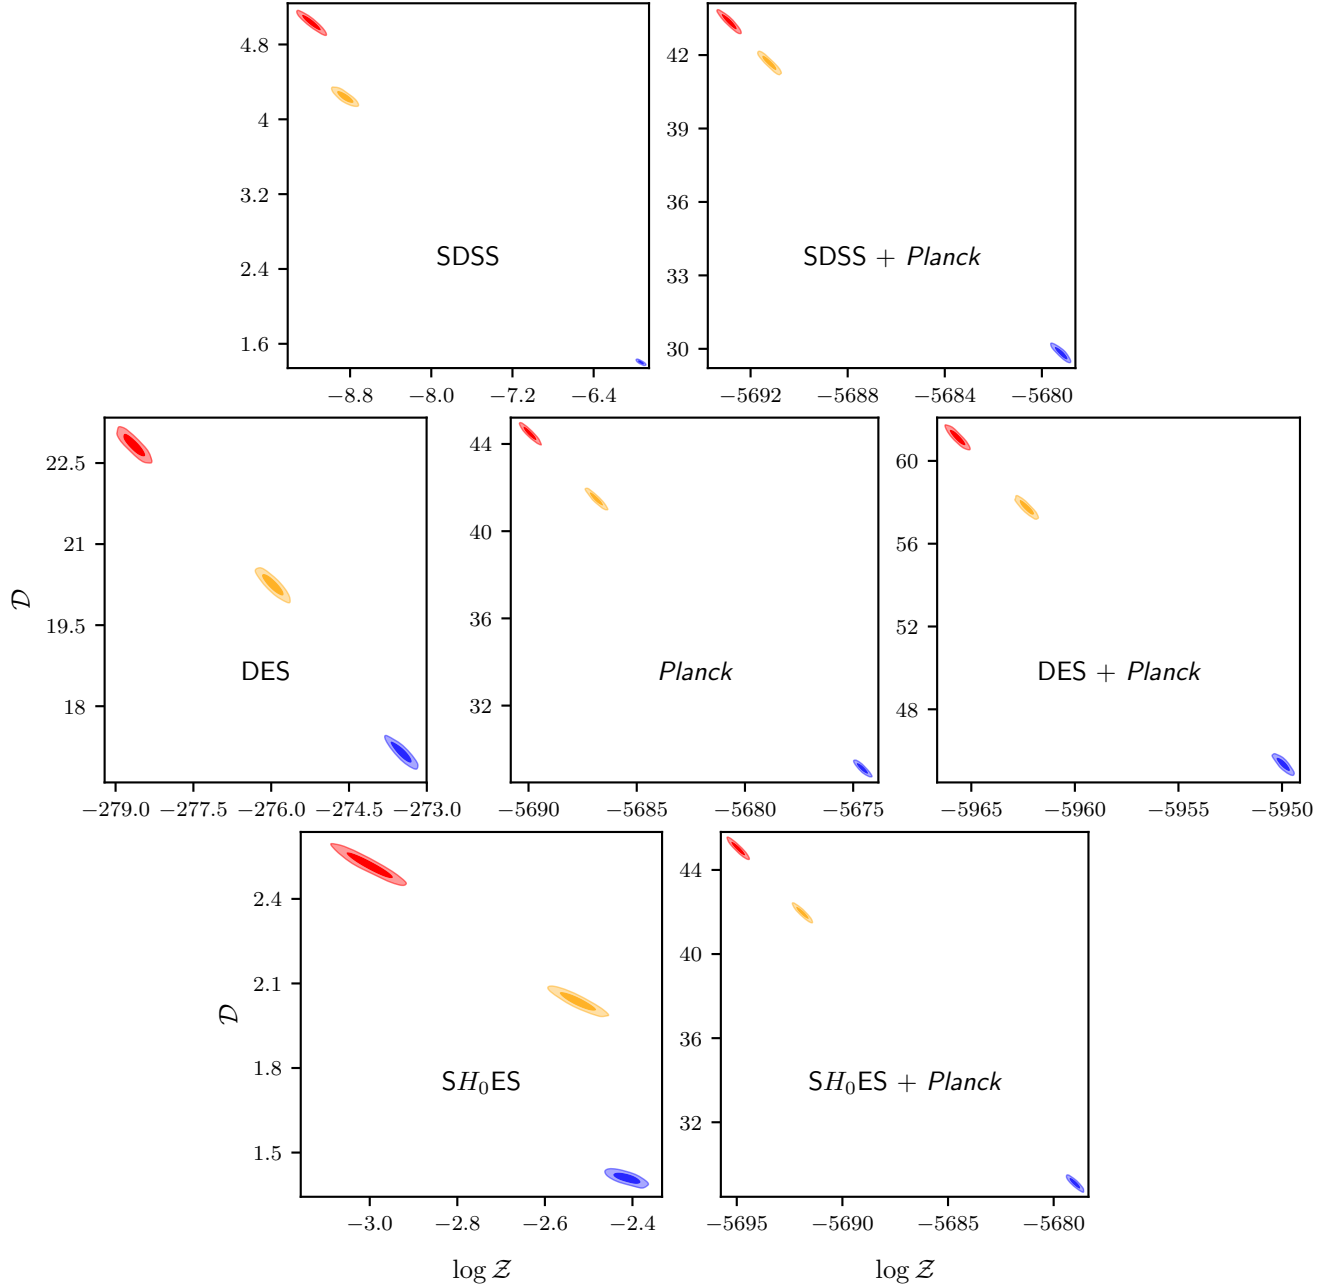 4.8
4
3.2
2.4
1.6
SDSS
−8.8 −8.0 −7.2 −6.4
42
39
36
33
30
SDSS + Planck
−5692 −5688 −5684 −5680
𝒟
22.5
21
19.5
18
DES
−279.0 −277.5 −276.0 −274.5 −273.0
44
40
36
32
Planck
−5690 −5685 −5680 −5675
60
56
52
48
DES + Planck
−5965 −5960 −5955 −5950
𝒟
2.4
2.1
1.8
1.5
SH₀ES
−3.0 −2.8 −2.6 −2.4
log 𝒵
44
40
36
32
SH₀ES + Planck
−5695 −5690 −5685 −5680
log 𝒵